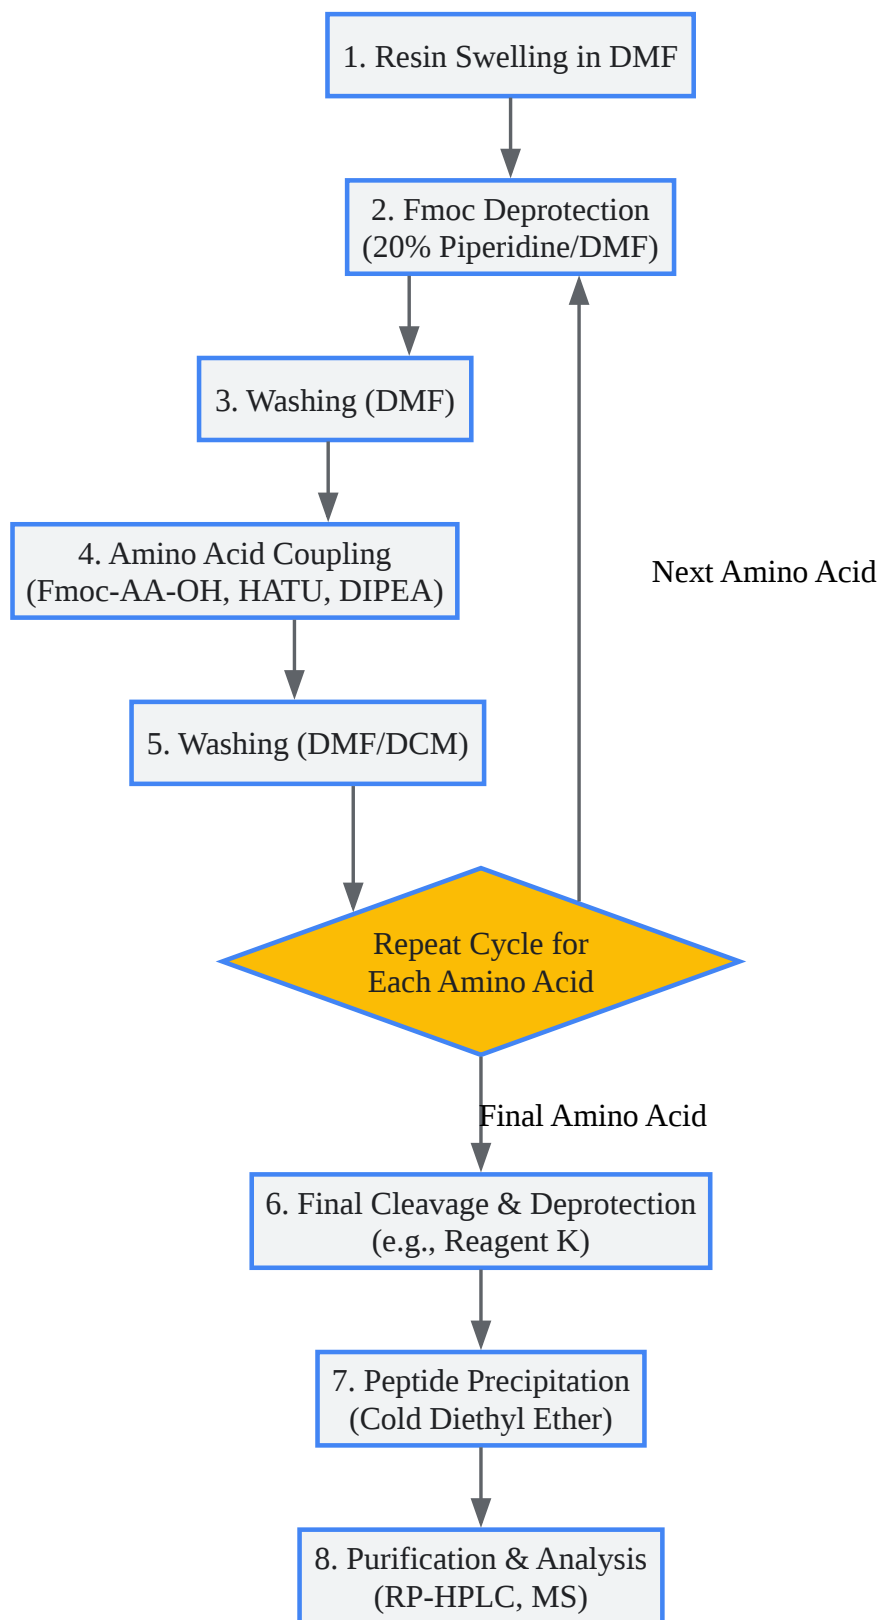 1. Resin Swelling in DMF
2. Fmoc Deprotection
(20% Piperidine/DMF)
3. Washing (DMF)
4. Amino Acid Coupling
(Fmoc-AA-OH, HATU, DIPEA)
Next Amino Acid
5. Washing (DMF/DCM)
Repeat Cycle for
Each Amino Acid
Final Amino Acid
6. Final Cleavage & Deprotection
(e.g., Reagent K)
7. Peptide Precipitation
(Cold Diethyl Ether)
8. Purification & Analysis
(RP-HPLC, MS)